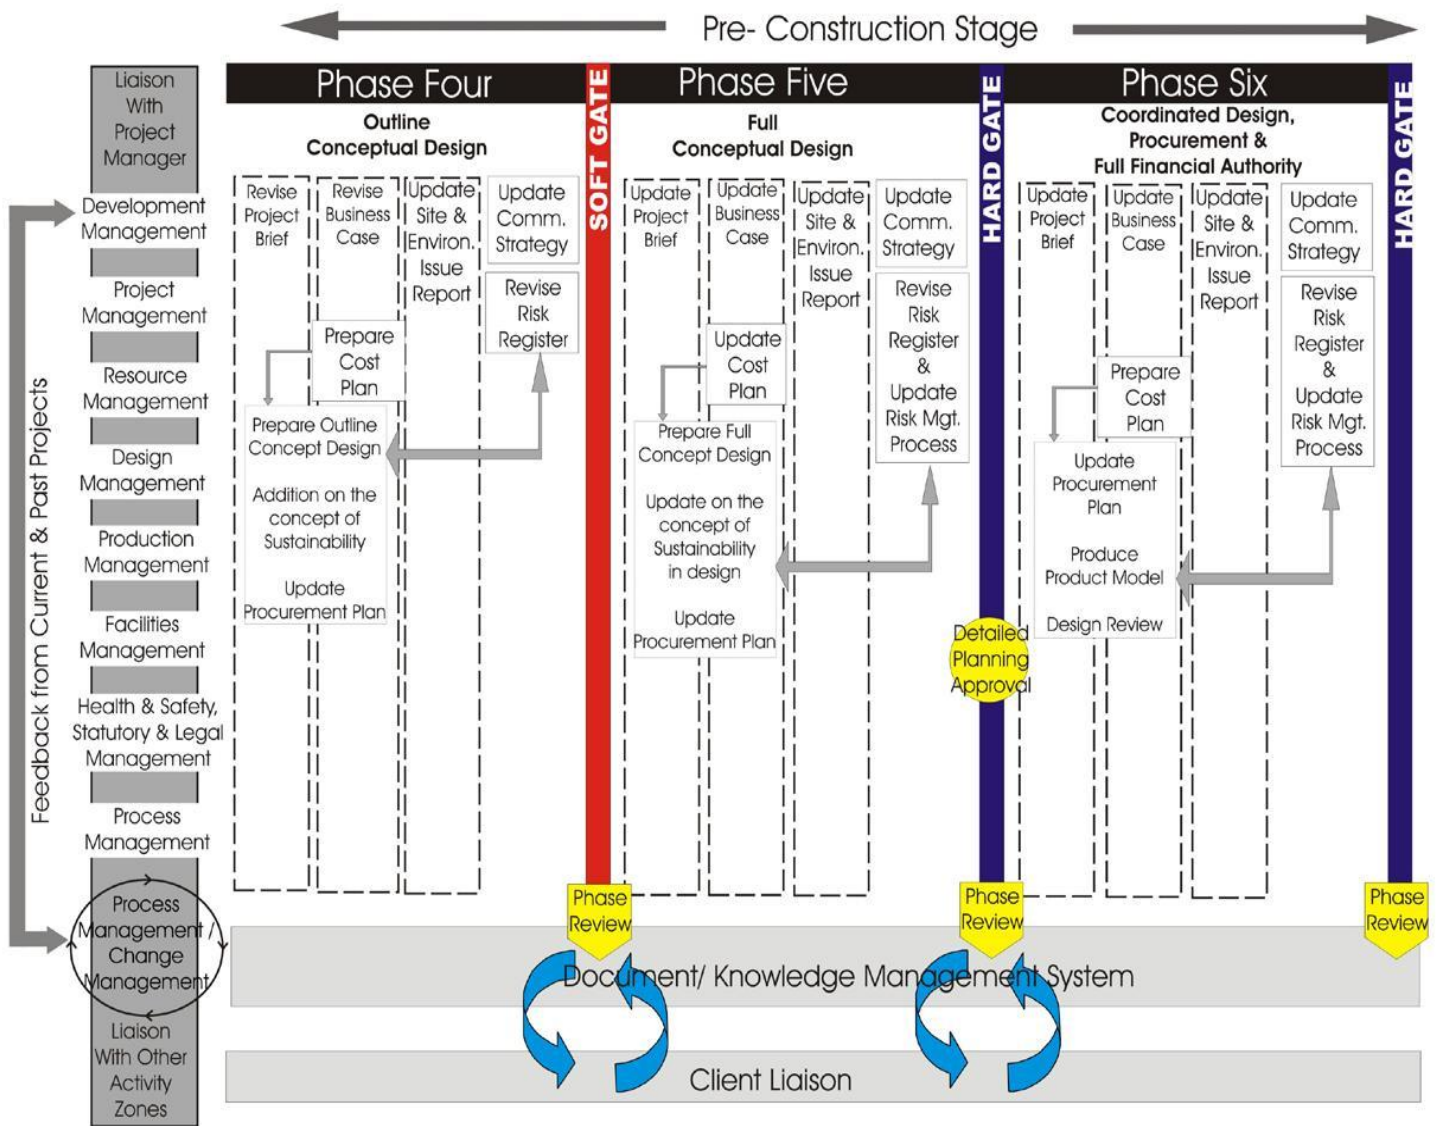 Pre- Construction Stage
Liaison
With
Project
Manager
Development
Management
Project
Management
Resource
Management
Design
Management
Production
Management
Facilities
Management
Health & Safety,
Statutory & Legal
Management
Process
Management
Process
Management /
Change
Management
Liaison
With Other
Activity
Zones
Feedback from Current & Past Projects
Phase Four
Outline
Conceptual Design
Revise
Project
Brief
Revise
Business
Case
Update
Site &
Environ.
Issue
Report
Update
Comm.
Strategy
Revise
Risk
Register
Prepare
Cost
Plan
Prepare Outline
Concept Design
Addition on the
concept of
Sustainability
Update
Procurement Plan
SOFT GATE
Phase
Review
Phase Five
Full
Conceptual Design
Update
Project
Brief
Update
Business
Case
Update
Site &
Environ.
Issue
Report
Update
Comm.
Strategy
Revise
Risk
Register
&
Update
Risk Mgt.
Process
Update
Cost
Plan
Prepare Full
Concept Design
Update on the
concept of
Sustainability
in design
Update
Procurement Plan
HARD GATE
Detailed
Planning
Approval
Phase
Review
Phase Six
Coordinated Design,
Procurement &
Full Financial Authority
Update
Project
Brief
Update
Business
Case
Update
Site &
Environ.
Issue
Report
Update
Comm.
Strategy
Revise
Risk
Register
&
Update
Risk Mgt.
Process
Prepare
Cost
Plan
Update
Procurement
Plan
Produce
Product Model
Design Review
HARD GATE
Phase
Review
Document/ Knowledge Management System
Client Liaison